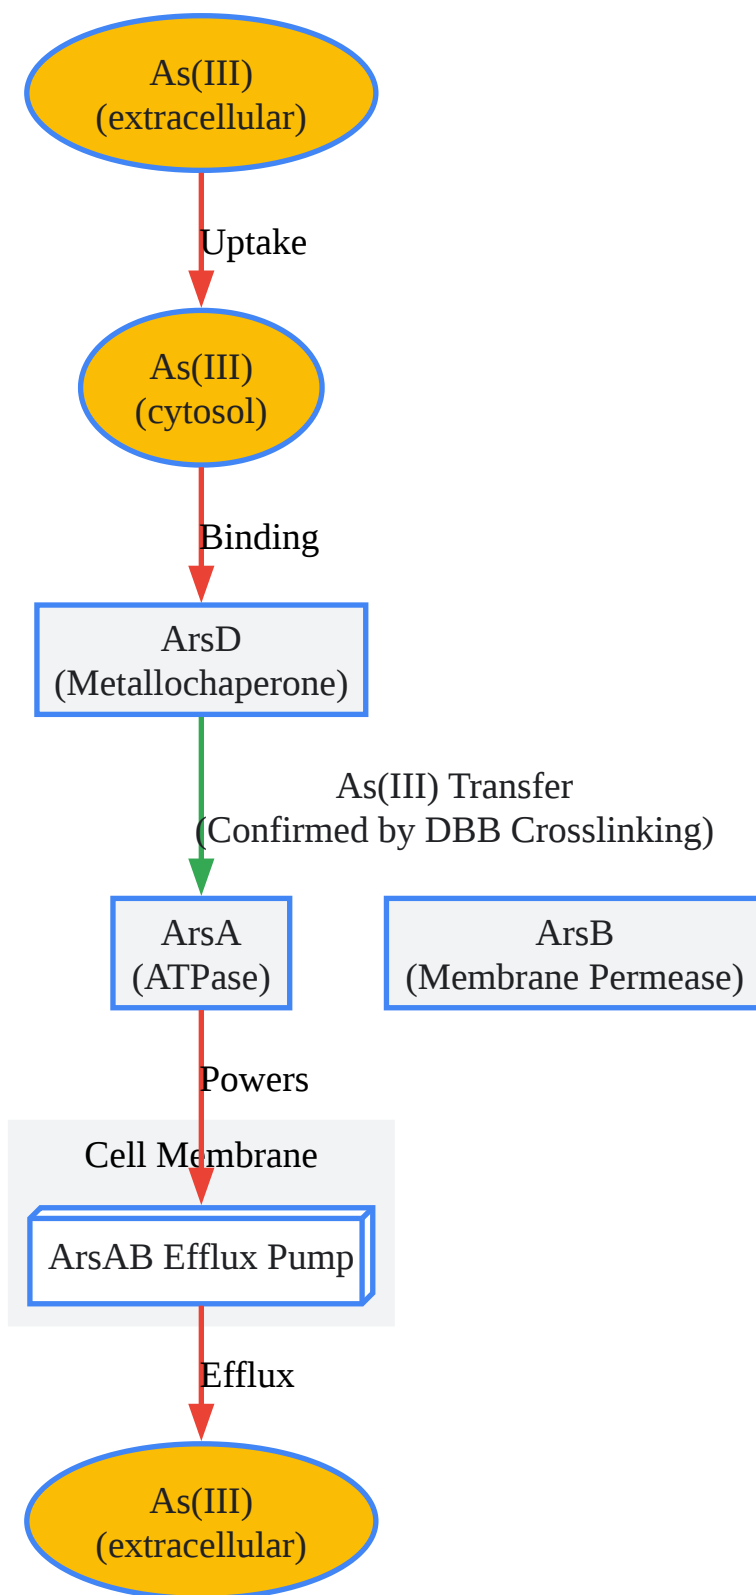 As(III)
(extracellular)
Uptake
As(III)
(cytosol)
Binding
ArsD
(Metallochaperone)
As(III) Transfer
(Confirmed by DBB Crosslinking)
ArsA
(ATPase)
ArsB
(Membrane Permease)
Powers
Cell Membrane
ArsAB Efflux Pump
Efflux
As(III)
(extracellular)